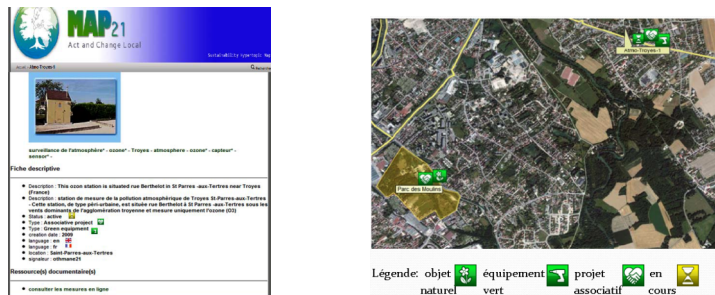 MAP21
Act and Change Local
Sustainability Hypertopic Map
Atmo-Troyes-1
surveillance de l'atmosphère* - ozone* - Troyes - atmosphere - ozone* - capteur* -
sensor* -
Fiche descriptive
Description : This ozon station is situated rue Berthelot in St Parres -aux-Tertres near Troyes
(France)
Description : station de mesure de la pollution atmosphérique de Troyes St-Parres-aux-Tertres
- Cette station, de type péri-urbaine, est située rue Berthelot à St-Parres-aux-Tertres sous les
vents dominants de l'agglomération troyenne et mesure uniquement l'ozone (O3)
Status : active
Type : Associative project
Type : Green equipment
creation date : 2009
language : en
language : fr
location : Saint-Parres-aux-Tertres
signaleur : othmane21
Ressource(s) documentaire(s)
consulter les mesures en ligne
Atmo-Troyes-1
Parc des Moulins
Légende: objet naturel
équipement vert
projet associatif
en cours